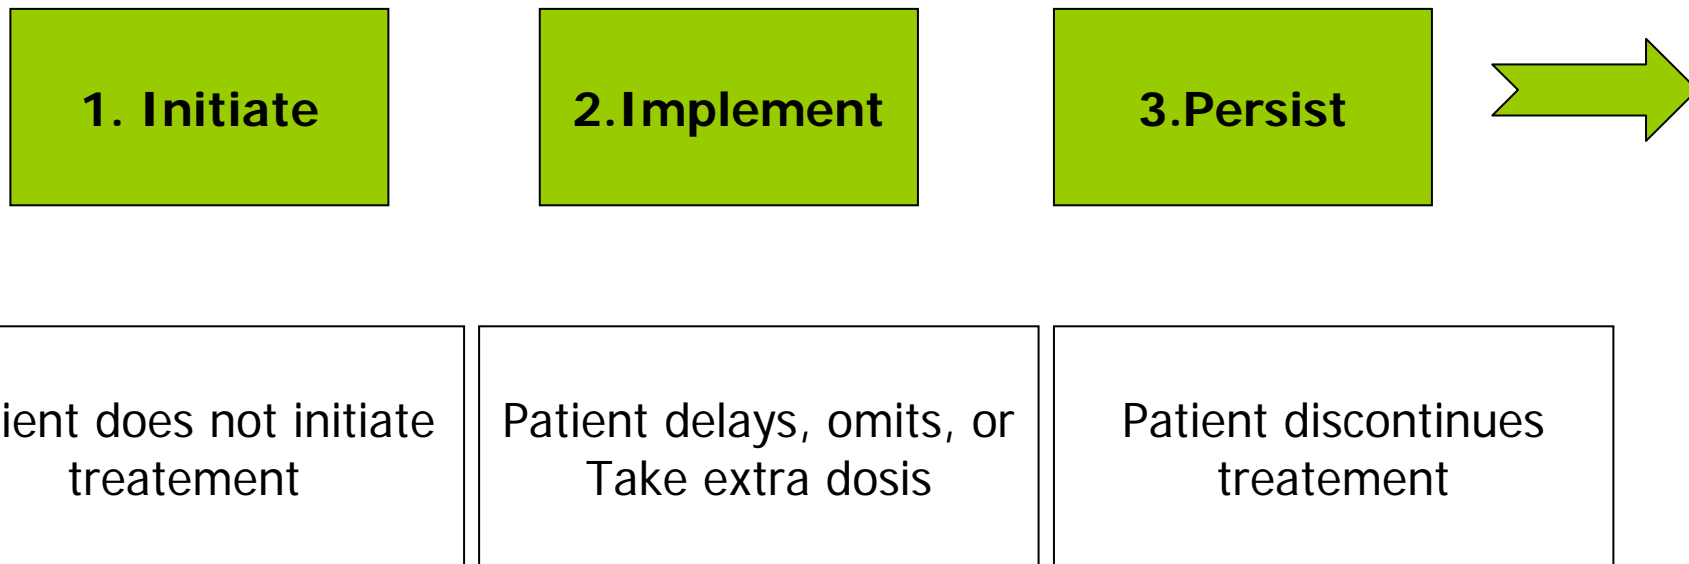 1. Initiate
2.Implement
3.Persist
ient does not initiate
treatement
Patient delays, omits, or
Take extra dosis
Patient discontinues
treatement